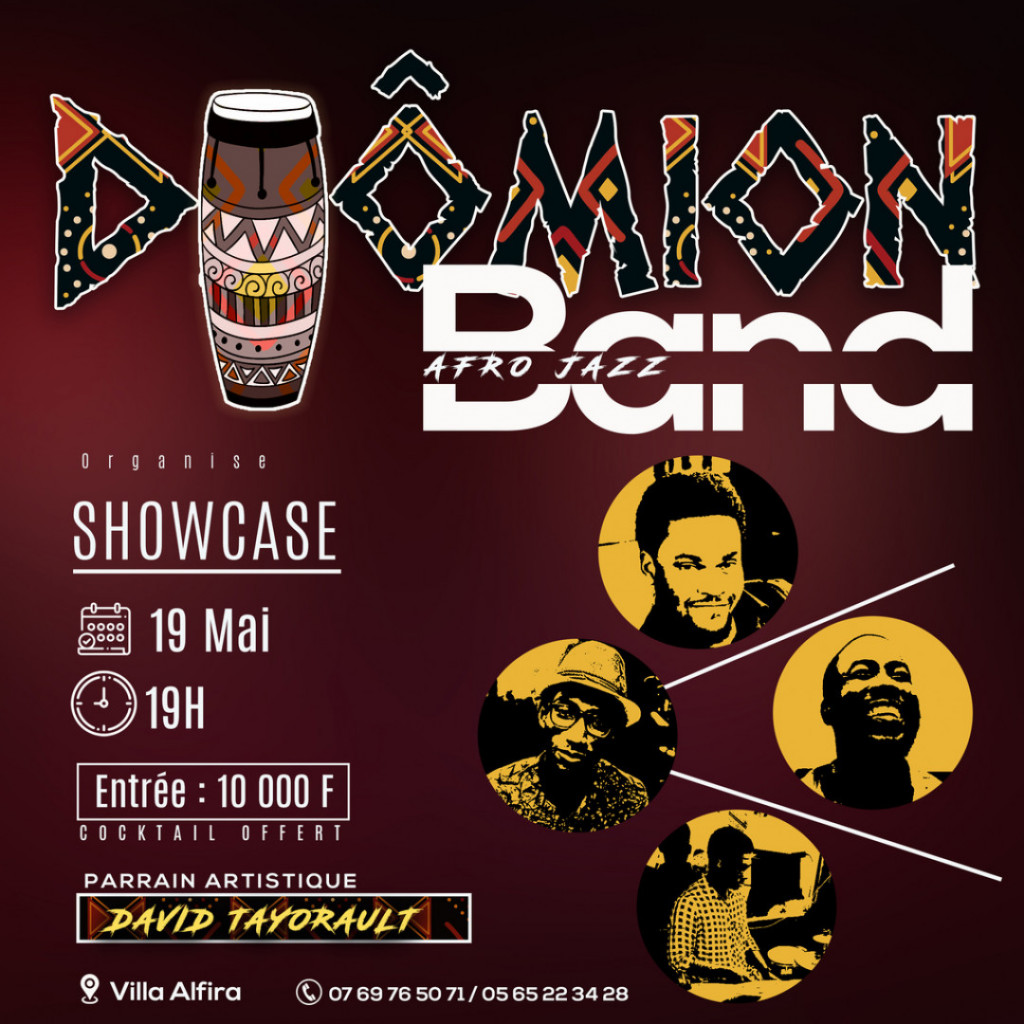 DJÔMION
Band
AFRO JAZZ
Organise
SHOWCASE
19 Mai
19H
Entrée : 10 000 F
COCKTAIL OFFERT
PARRAIN ARTISTIQUE
DAVID TAYORAULT
Villa Alfira
07 69 76 50 71 / 05 65 22 34 28